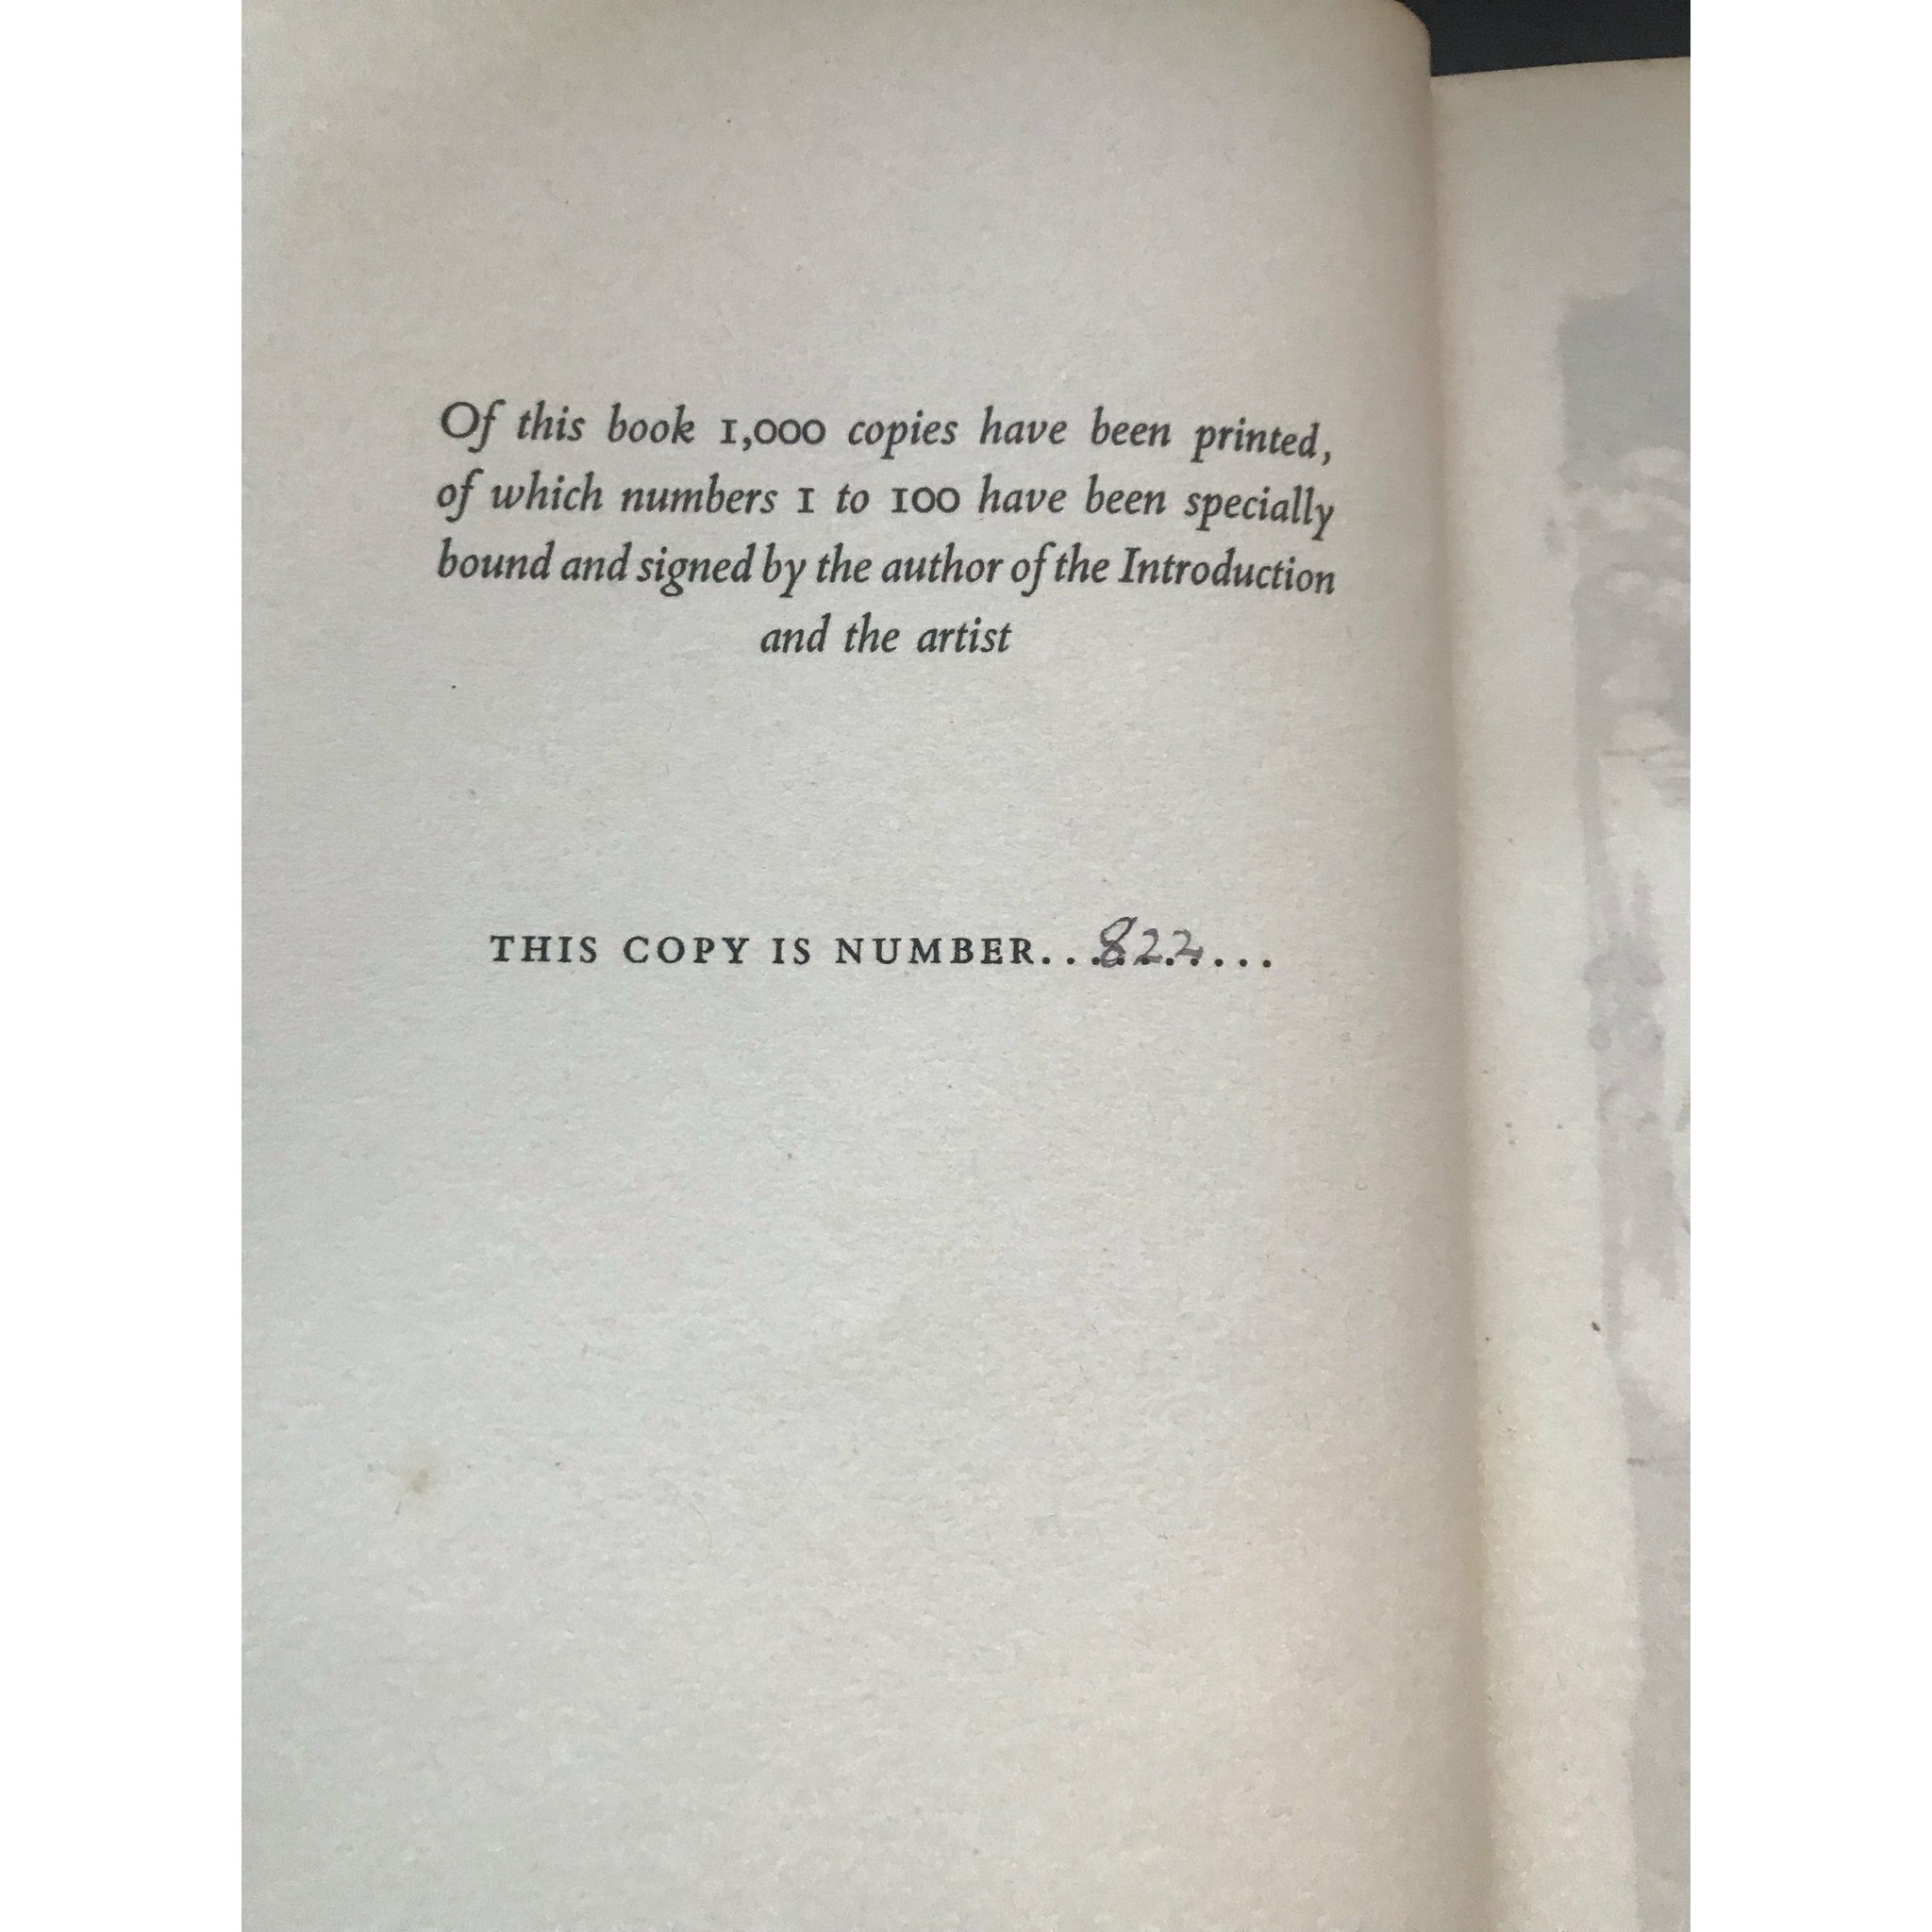 Of this book 1,000 copies have been printed,
of which numbers 1 to 100 have been specially
bound and signed by the author of the Introduction
and the artist
THIS COPY IS NUMBER...822....